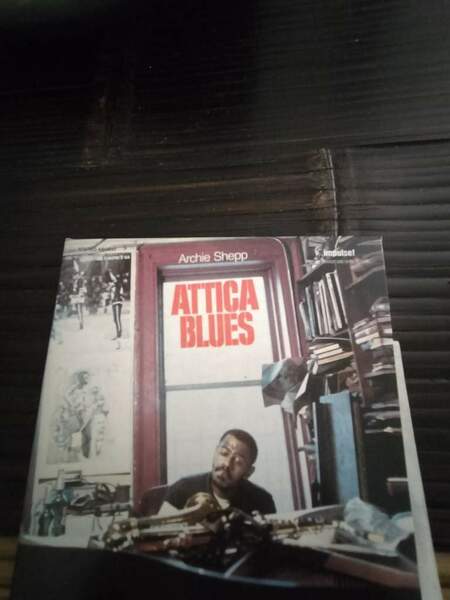 Archie Shepp
impulse!
ATTICA
BLUES